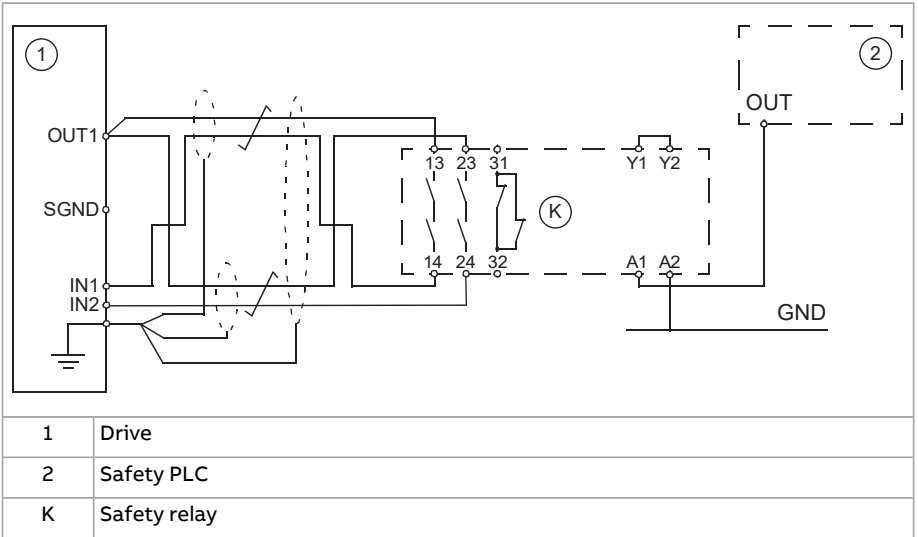 1
2
OUT
OUT1
13 23 31
Y1 Y2
SGND
K
14 24 32
A1 A2
IN1
IN2
GND
1 Drive
2 Safety PLC
K Safety relay